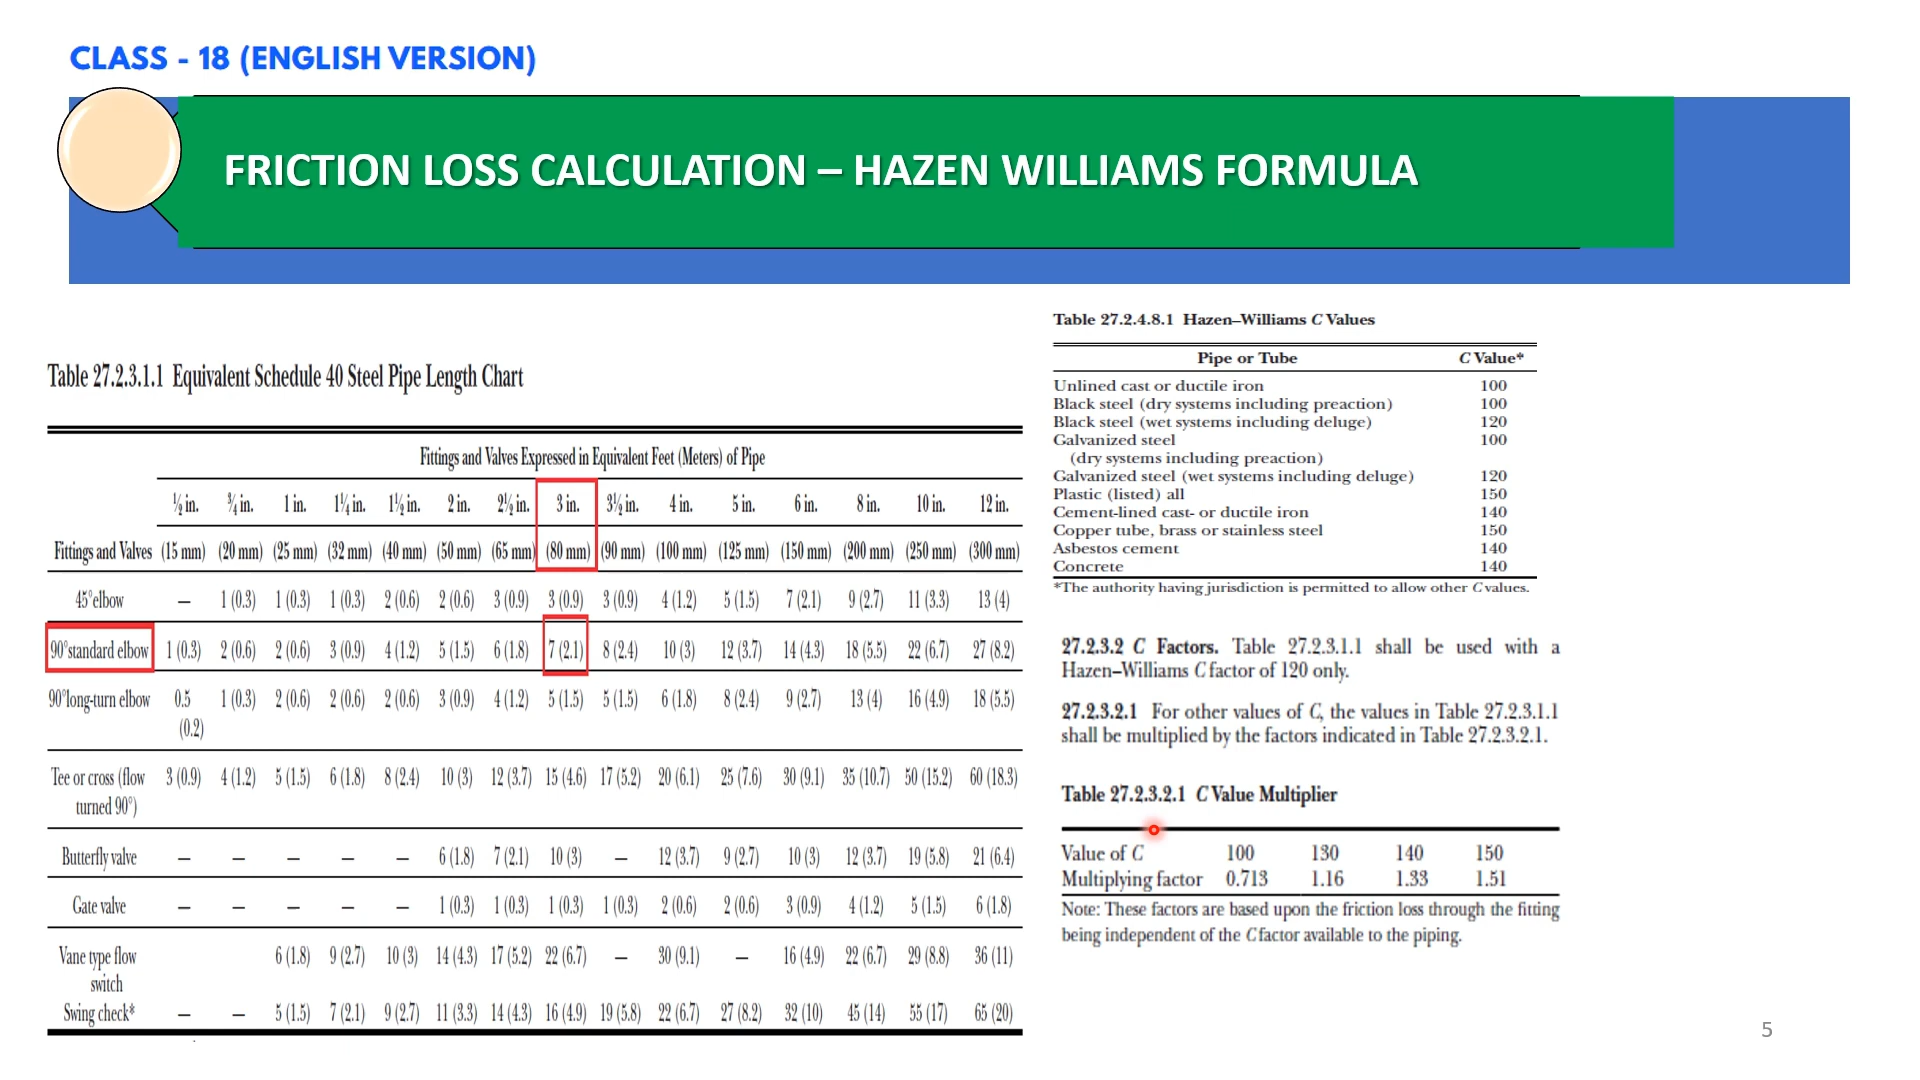 CLASS - 18 (ENGLISH VERSION)
FRICTION LOSS CALCULATION – HAZEN WILLIAMS FORMULA
Table 27.2.3.1.1 Equivalent Schedule 40 Steel Pipe Length Chart
Fittings and Valves Expressed in Equivalent Feet (Meters) of Pipe
½ in. ¾ in. 1 in. 1¼ in. 1½ in. 2 in. 2½ in. 3 in. 3½ in. 4 in. 5 in. 6 in. 8 in. 10 in. 12 in.
Fittings and Valves (15 mm) (20 mm) (25 mm) (32 mm) (40 mm) (50 mm) (65 mm) (80 mm) (90 mm) (100 mm) (125 mm) (150 mm) (200 mm) (250 mm) (300 mm)
45°elbow — 1 (0.3) 1 (0.3) 1 (0.3) 2 (0.6) 2 (0.6) 3 (0.9) 3 (0.9) 3 (0.9) 4 (1.2) 5 (1.5) 7 (2.1) 9 (2.7) 11 (3.3) 13 (4)
90°standard elbow 1 (0.3) 2 (0.6) 2 (0.6) 3 (0.9) 4 (1.2) 5 (1.5) 6 (1.8) 7 (2.1) 8 (2.4) 10 (3) 12 (3.7) 14 (4.3) 18 (5.5) 22 (6.7) 27 (8.2)
90°long-turn elbow 0.5 1 (0.3) 2 (0.6) 2 (0.6) 2 (0.6) 3 (0.9) 4 (1.2) 5 (1.5) 5 (1.5) 6 (1.8) 8 (2.4) 9 (2.7) 13 (4) 16 (4.9) 18 (5.5)
(0.2)
Tee or cross (flow 3 (0.9) 4 (1.2) 5 (1.5) 6 (1.8) 8 (2.4) 10 (3) 12 (3.7) 15 (4.6) 17 (5.2) 20 (6.1) 25 (7.6) 30 (9.1) 35 (10.7) 50 (15.2) 60 (18.3)
turned 90°)
Butterfly valve — — — — — 6 (1.8) 7 (2.1) 10 (3) — 12 (3.7) 9 (2.7) 10 (3) 12 (3.7) 19 (5.8) 21 (6.4)
Gate valve — — — — — 1 (0.3) 1 (0.3) 1 (0.3) 1 (0.3) 2 (0.6) 2 (0.6) 3 (0.9) 4 (1.2) 5 (1.5) 6 (1.8)
Vane type flow 6 (1.8) 9 (2.7) 10 (3) 14 (4.3) 17 (5.2) 22 (6.7) — 30 (9.1) — 16 (4.9) 22 (6.7) 29 (8.8) 36 (11)
switch
Swing check* — — 5 (1.5) 7 (2.1) 9 (2.7) 11 (3.3) 14 (4.3) 16 (4.9) 19 (5.8) 22 (6.7) 27 (8.2) 32 (10) 45 (14) 55 (17) 65 (20)
Table 27.2.4.8.1 Hazen–Williams C Values
Pipe or Tube C Value*
Unlined cast or ductile iron 100
Black steel (dry systems including preaction) 100
Black steel (wet systems including deluge) 120
Galvanized steel 100
(dry systems including preaction)
Galvanized steel (wet systems including deluge) 120
Plastic (listed) all 150
Cement-lined cast- or ductile iron 140
Copper tube, brass or stainless steel 150
Asbestos cement 140
Concrete 140
*The authority having jurisdiction is permitted to allow other C values.
27.2.3.2 C Factors. Table 27.2.3.1.1 shall be used with a
Hazen–Williams C factor of 120 only.
27.2.3.2.1 For other values of C, the values in Table 27.2.3.1.1
shall be multiplied by the factors indicated in Table 27.2.3.2.1.
Table 27.2.3.2.1 C Value Multiplier
Value of C 100 130 140 150
Multiplying factor 0.713 1.16 1.33 1.51
Note: These factors are based upon the friction loss through the fitting
being independent of the C factor available to the piping.
5